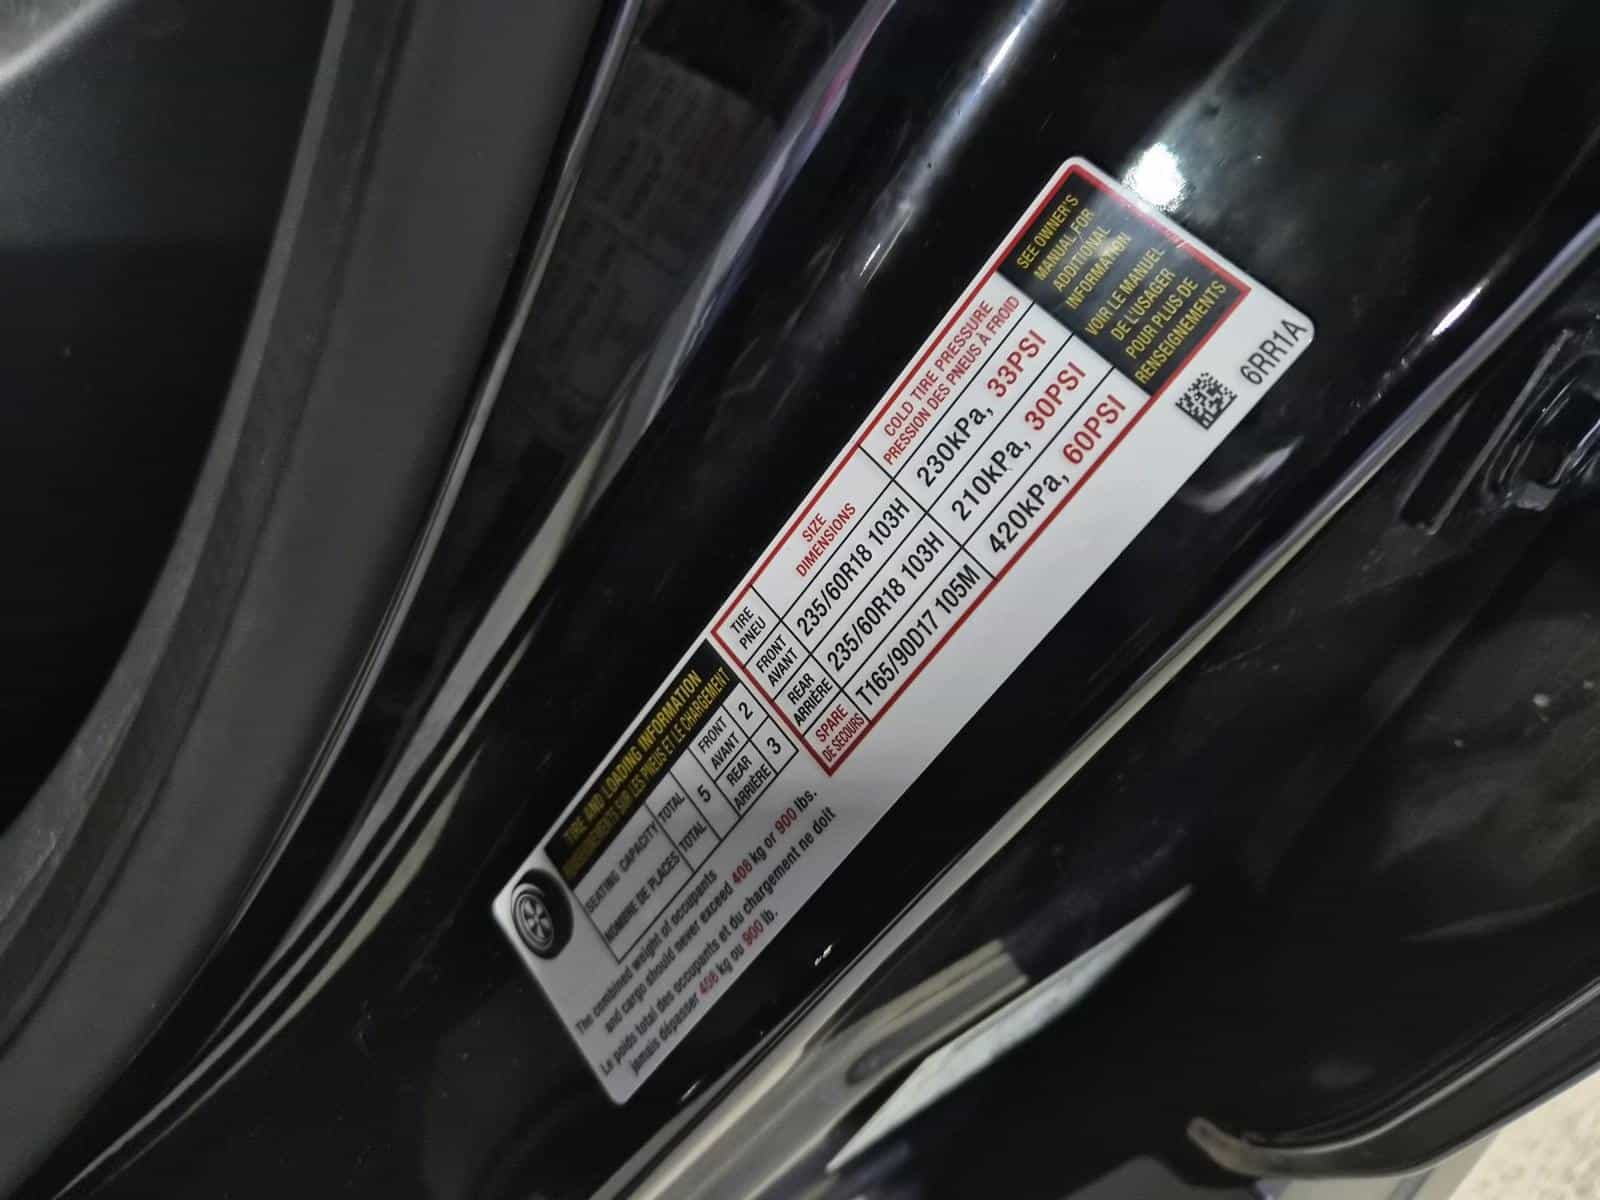 TIRE AND LOADING INFORMATION
RENSEIGNEMENTS SUR LES PNEUS ET LE CHARGEMENT
SEATING CAPACITY
NOMBRE DE PLACES
TOTAL
TOTAL
5
FRONT
AVANT
2
REAR
ARRIÈRE
3
The combined weight of occupants
and cargo should never exceed 408 kg or 900 lbs.
Le poids total des occupants et du chargement ne doit
jamais dépasser 408 kg ou 900 lb.
TIRE
PNEU
SIZE
DIMENSIONS
COLD TIRE PRESSURE
PRESSION DES PNEUS À FROID
FRONT
AVANT
235/60R18 103H
230kPa, 33PSI
REAR
ARRIÈRE
235/60R18 103H
210kPa, 30PSI
SPARE
DE SECOURS
T165/90D17 105M
420kPa, 60PSI
SEE OWNER'S
MANUAL FOR
ADDITIONAL
INFORMATION
VOIR LE MANUEL
DE L'USAGER
POUR PLUS DE
RENSEIGNEMENTS
6RR1A